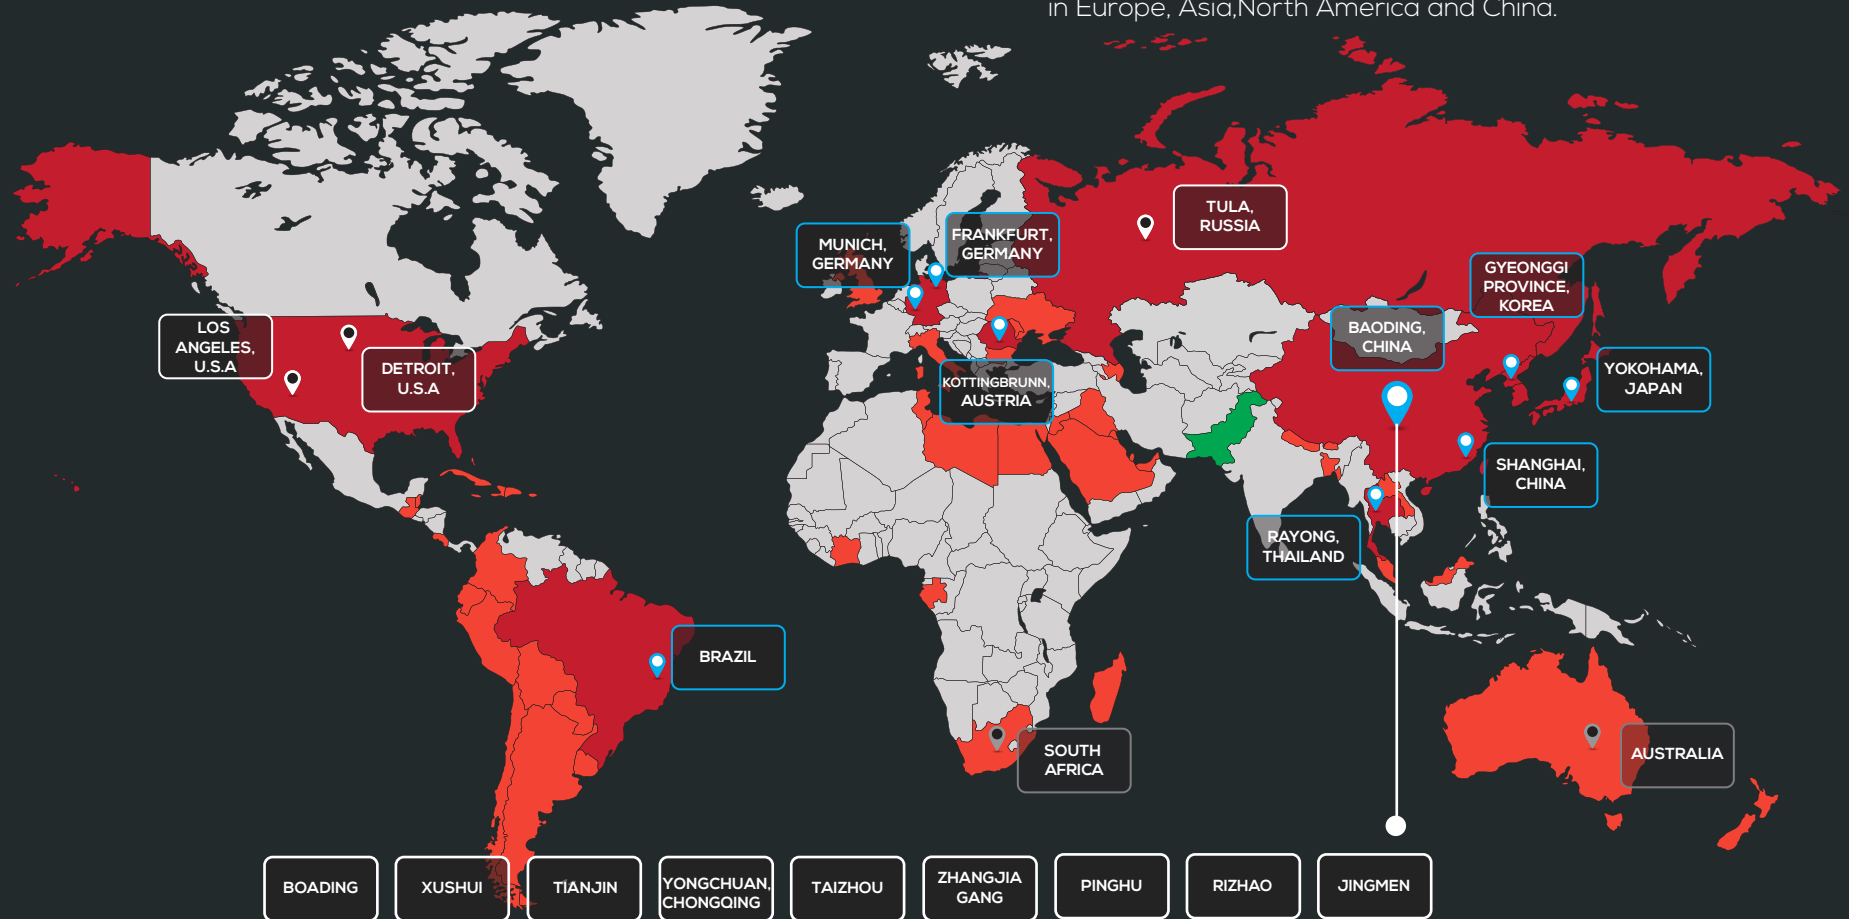 in Europe, Asia,North America and China.
TULA,
RUSSIA
MUNICH,
GERMANY
FRANKFURT,
GERMANY
GYEONGGI
PROVINCE,
KOREA
LOS
ANGELES,
U.S.A
DETROIT,
U.S.A
BAODING,
CHINA
KOTTINGBRUNN,
AUSTRIA
YOKOHAMA,
JAPAN
SHANGHAI,
CHINA
RAYONG,
THAILAND
BRAZIL
SOUTH
AFRICA
AUSTRALIA
BOADING
XUSHUI
TIANJIN
YONGCHUAN,
CHONGQING
TAIZHOU
ZHANGJIA
GANG
PINGHU
RIZHAO
JINGMEN